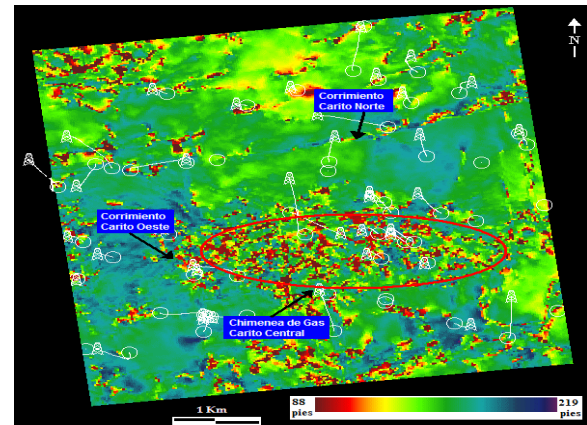 N
Corrimiento
Carito Norte
Corrimiento
Carito Oeste
Chimenea de Gas
Carito Central
1 Km
88
pies
219
pies